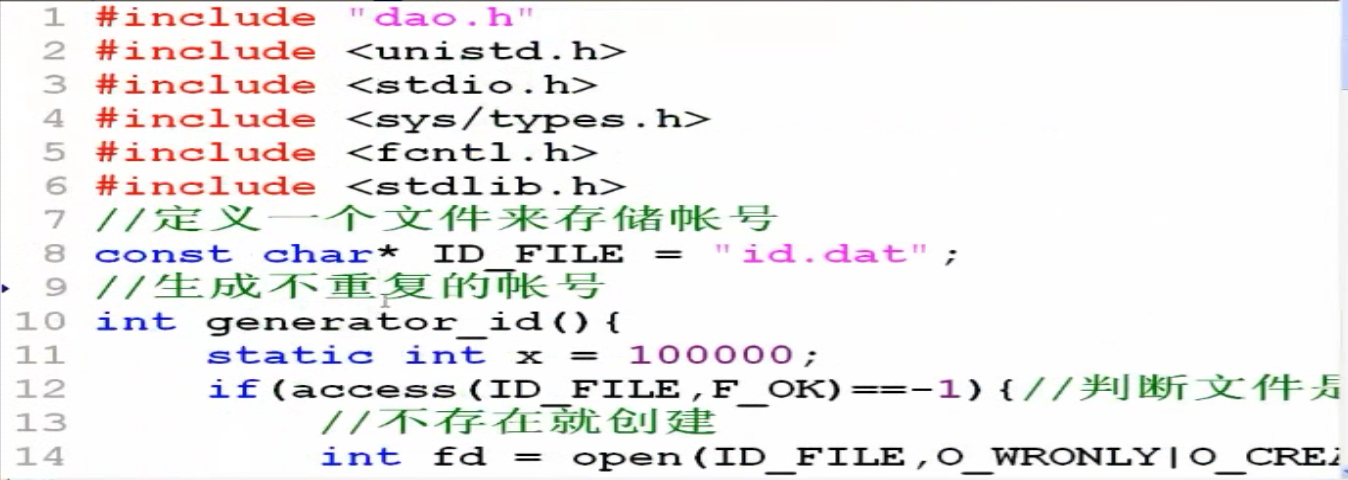 1 #include "dao.h"
2 #include <unistd.h>
3 #include <stdio.h>
4 #include <sys/types.h>
5 #include <fcntl.h>
6 #include <stdlib.h>
7 //定义一个文件来存储帐号
8 const char* ID_FILE = "id.dat";
9 //生成不重复的帐号
10 int generator_id(){
11 static int x = 100000;
12 if(access(ID_FILE,F_OK)==-1){//判断文件是
13 //不存在就创建
14 int fd = open(ID_FILE,O_WRONLY|O_CREA